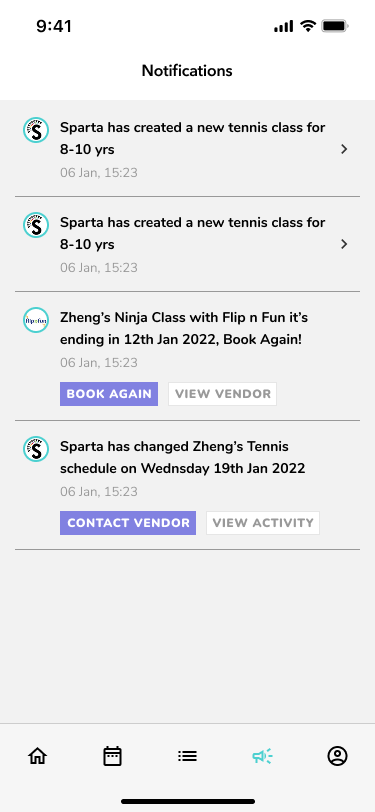 9:41
Notifications
Sparta has created a new tennis class for
8-10 yrs
06 Jan, 15:23
Sparta has created a new tennis class for
8-10 yrs
06 Jan, 15:23
flip n fun
Zheng’s Ninja Class with Flip n Fun it’s
ending in 12th Jan 2022, Book Again!
06 Jan, 15:23
BOOK AGAIN VIEW VENDOR
Sparta has changed Zheng’s Tennis
schedule on Wednsday 19th Jan 2022
06 Jan, 15:23
CONTACT VENDOR VIEW ACTIVITY